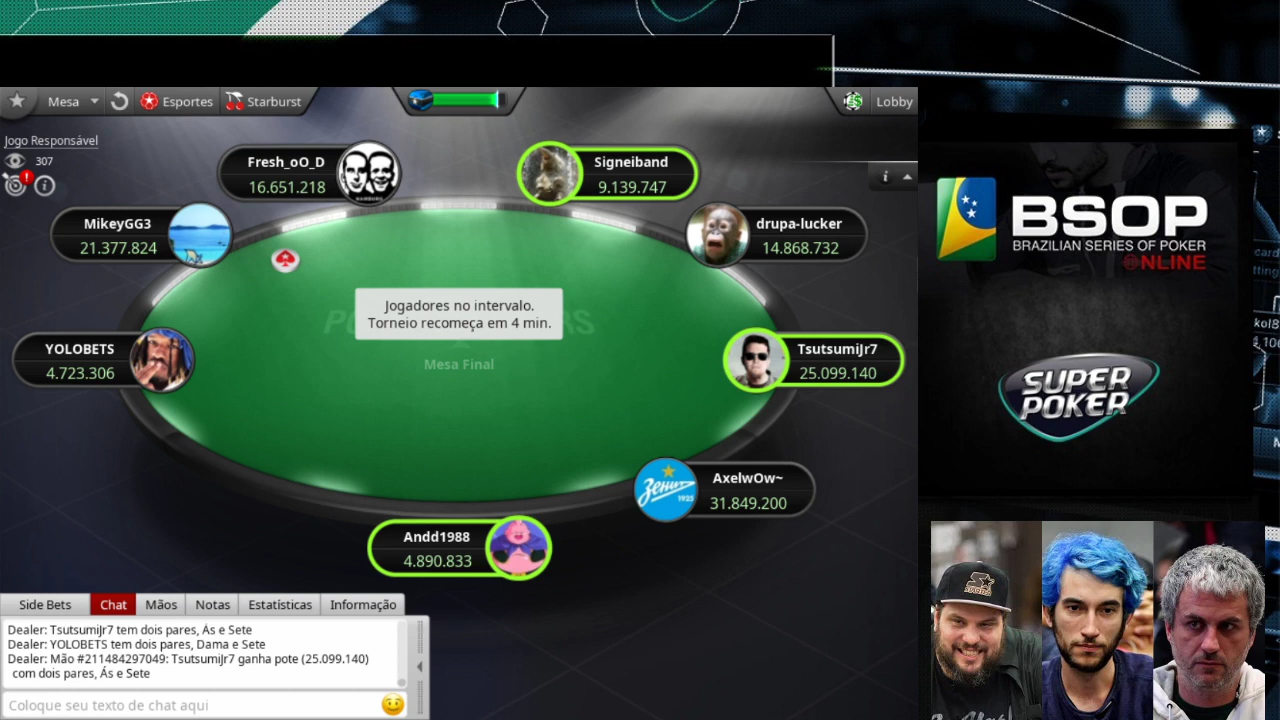 Mesa
Esportes
Starburst
Lobby
Jogo Responsável
307
Fresh_oO_D
16.651.218
Signeiband
9.139.747
i
MikeyGG3
21.377.824
drupa-lucker
14.868.732
Jogadores no intervalo.
Torneio recomeça em 4 min.
Mesa Final
YOLOBETS
4.723.306
TsutsumiJr7
25.099.140
AxelwOw~
31.849.200
Зенит
1925
Andd1988
4.890.833
BSOP
BRAZILIAN SERIES OF POKER
ONLINE
SUPER
POKER
Side Bets
Chat
Mãos
Notas
Estatísticas
Informação
Dealer: TsutsumiJr7 tem dois pares, Ás e Sete
Dealer: YOLOBETS tem dois pares, Dama e Sete
Dealer: Mão #211484297049: TsutsumiJr7 ganha pote (25.099.140)
com dois pares, Ás e Sete
Coloque seu texto de chat aqui